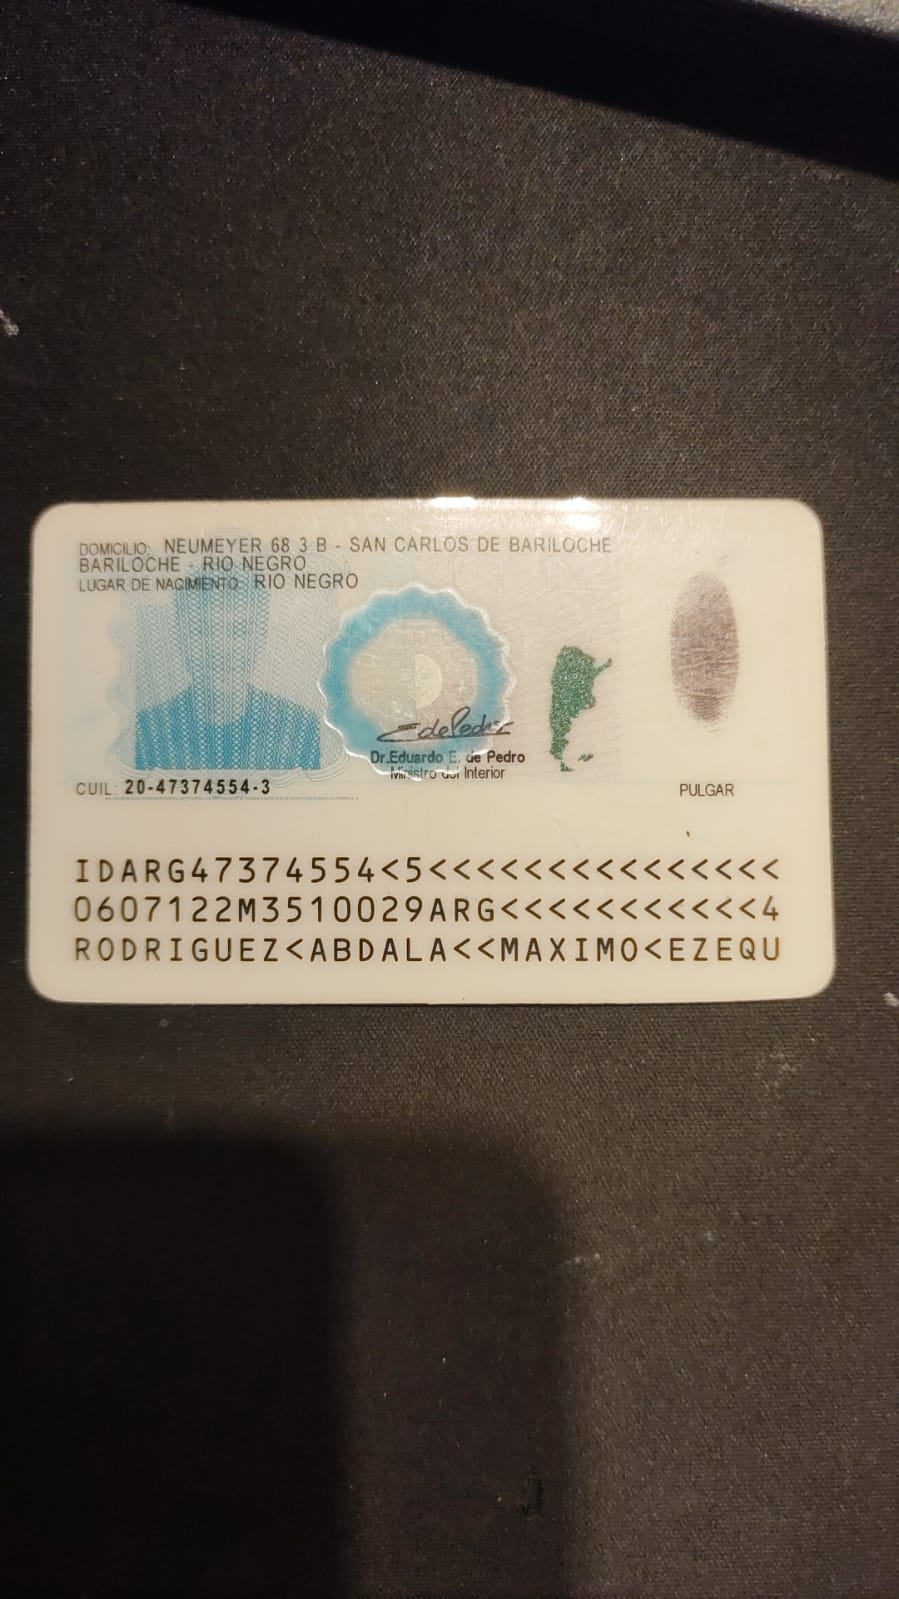 DOMICILIO: NEUMEYER 68 3 B - SAN CARLOS DE BARILOCHE
BARILOCHE - RIO NEGRO
LUGAR DE NACIMIENTO: RIO NEGRO
Dr.Eduardo E. de Pedro
Ministro del Interior
CUIL: 20-47374554-3
PULGAR
IDARG47374554<5<<<<<<<<<<<<<<<
0607122M3510029ARG<<<<<<<<<<<4
RODRIGUEZ<ABDALA<<MAXIMO<EZEQU